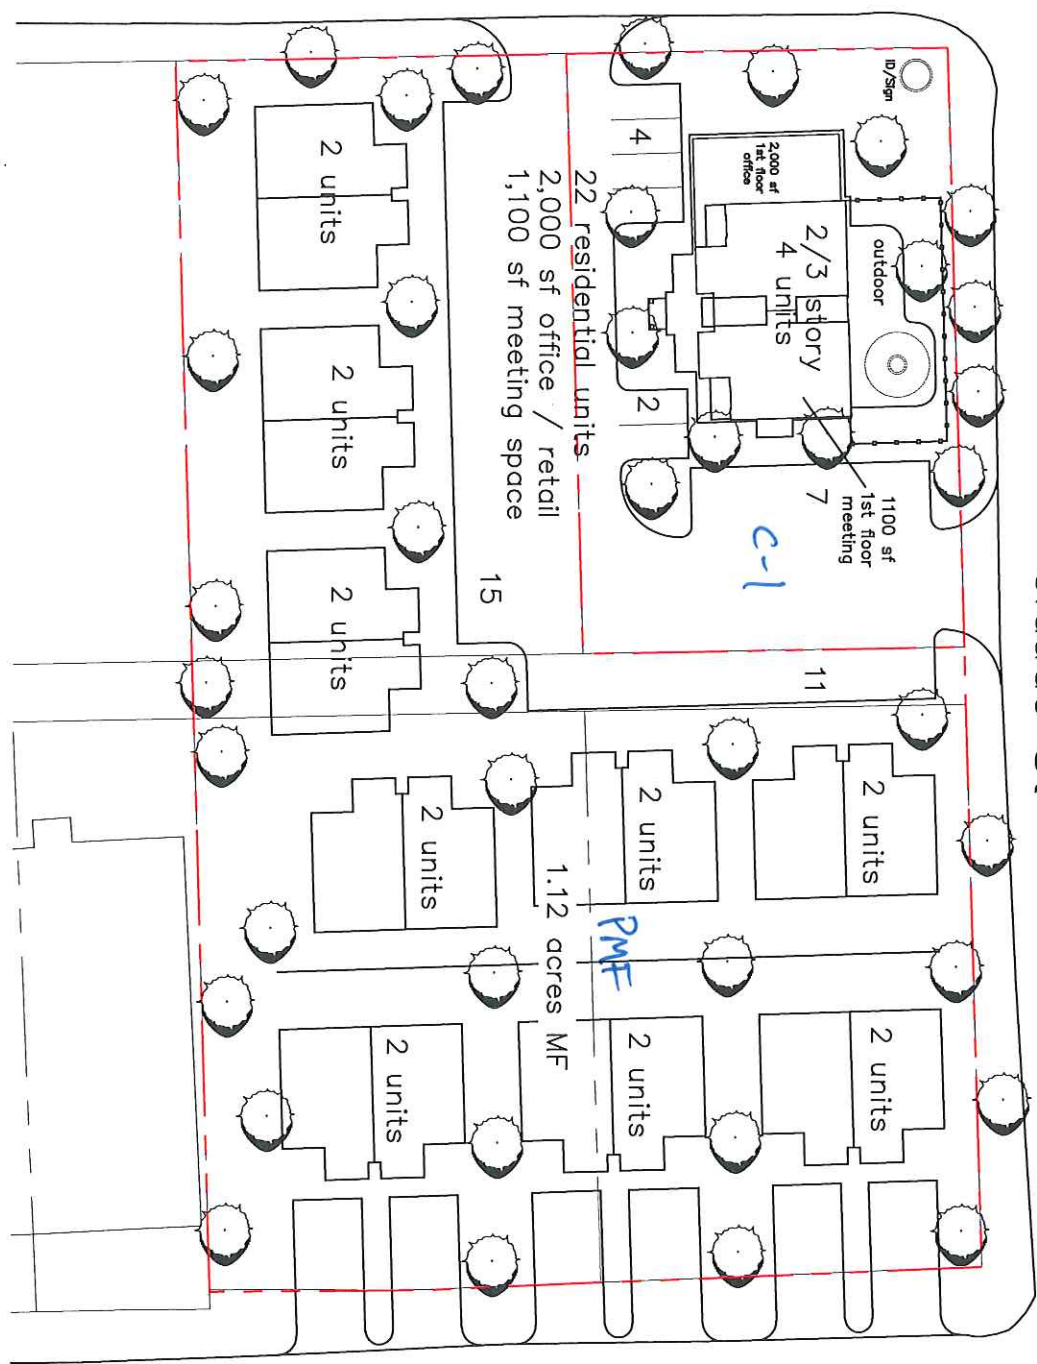 ID/Sign
2,000 sf
1st floor
office
2/3 story
4 units
outdoor
1100 sf
1st floor
meeting
4
2
7
C-1
22 residential units
2,000 sf office / retail
1,100 sf meeting space
15
11
2 units
2 units
2 units
2 units
2 units
2 units
1.12 acres MF
PMF
2 units
2 units
2 units